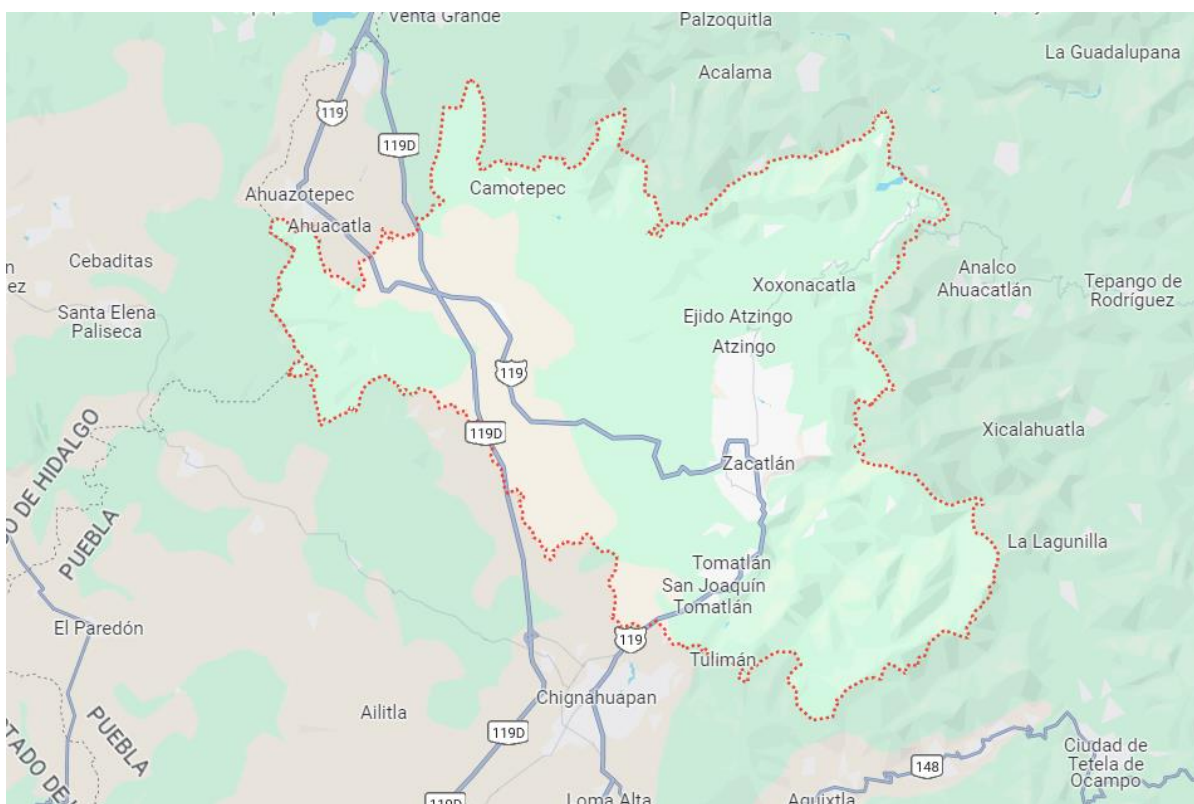 Venta Grande
Palzoquitla
La Guadalupana
Acalama
119
119D
Camotepec
Ahuazotepec
Ahuacatla
Cebaditas
Analco
Ahuacatlán
Tepango de
Rodríguez
Xoxonacatla
Santa Elena
Paliseca
Ejido Atzingo
Atzingo
119
119D
Xicalahuatla
Zacatlán
DE HIDALGO
PUEBLA
La Lagunilla
Tomatlán
San Joaquín
Tomatlán
El Paredón
119
Tulimán
Chignahuapan
Ailitla
PUEBLA
119D
148
Ciudad de
Tetela de
Ocampo
Loma Alta
Aquixtla
119D